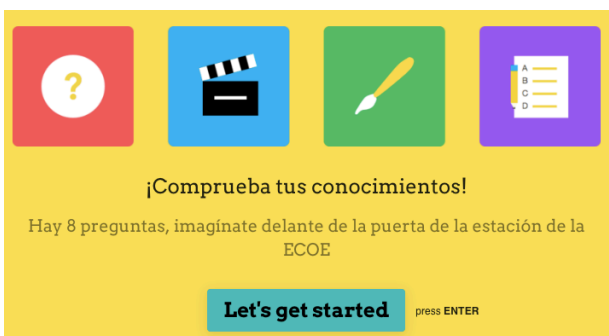 ?
A
B
C
D
¡Comprueba tus conocimientos!
Hay 8 preguntas, imagínate delante de la puerta de la estación de la
ECOE
Let's get started press ENTER